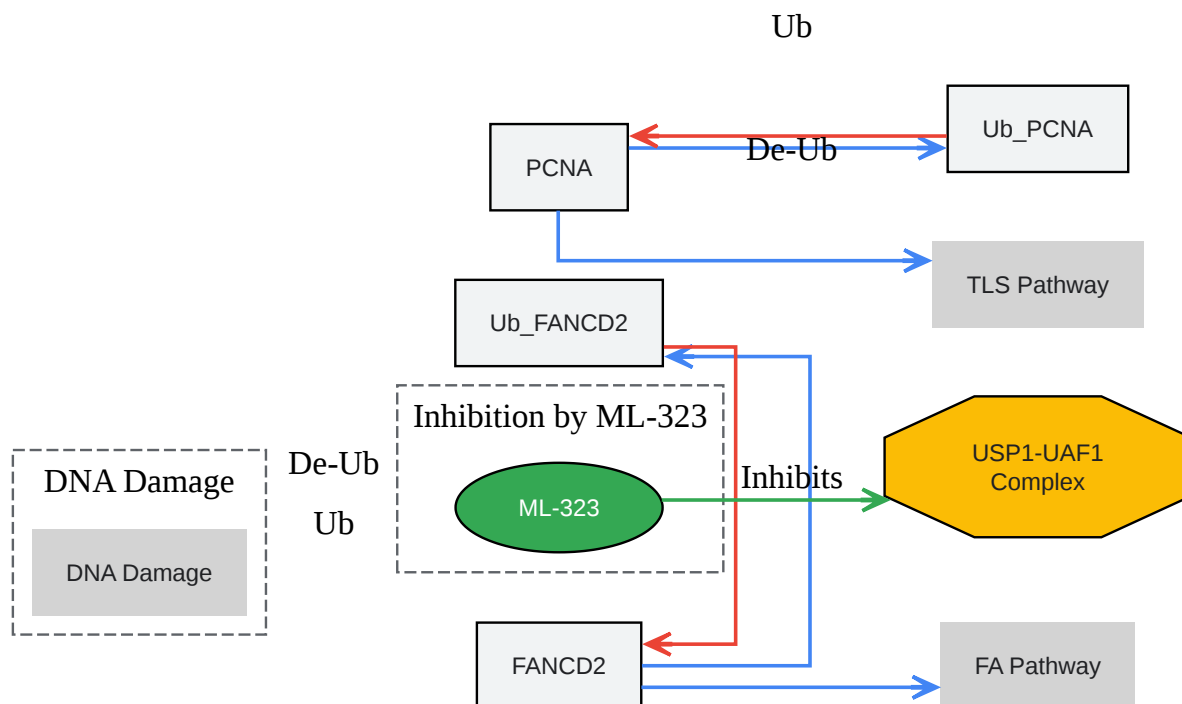 Ub
Ub_PCNA
De-Ub
PCNA
TLS Pathway
Ub_FANCD2
Inhibition by ML-323
USP1-UAF1
Complex
De-Ub
Inhibits
DNA Damage
ML-323
Ub
DNA Damage
FANCD2
FA Pathway